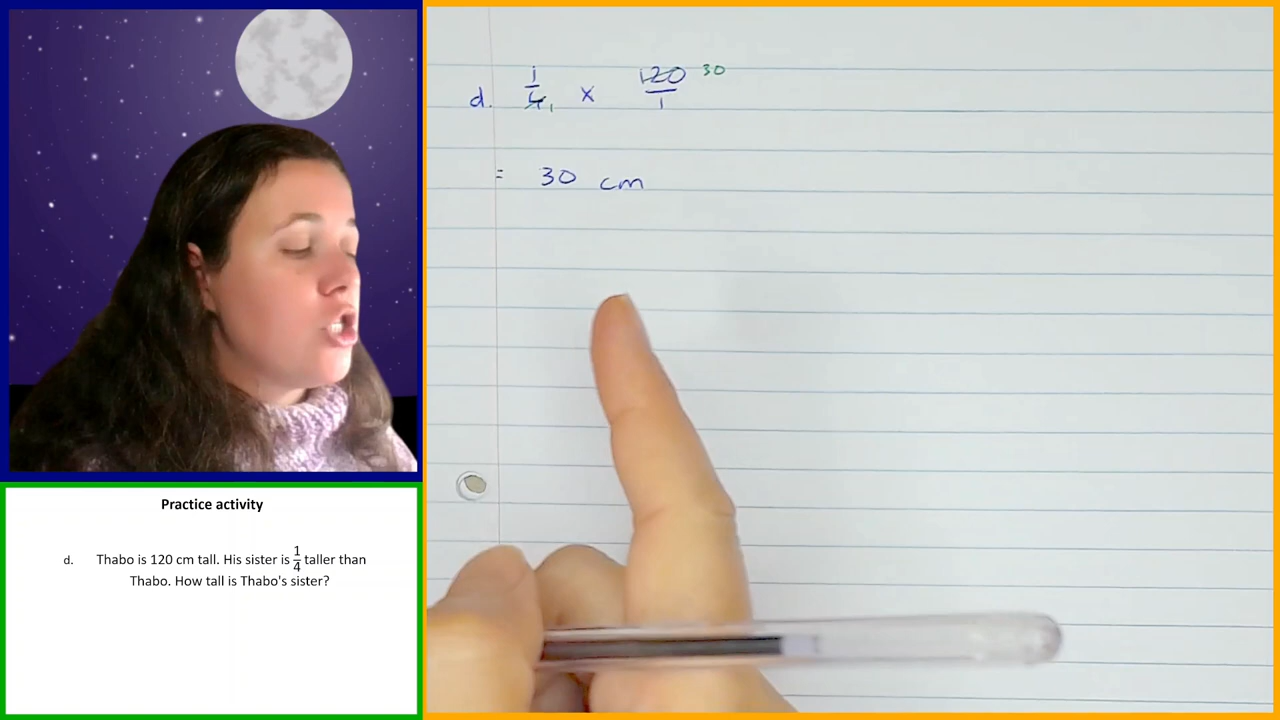 d. 1/4 1 × 120/1 30
= 30 cm
Practice activity
d. Thabo is 120 cm tall. His sister is 1/4 taller than
Thabo. How tall is Thabo's sister?